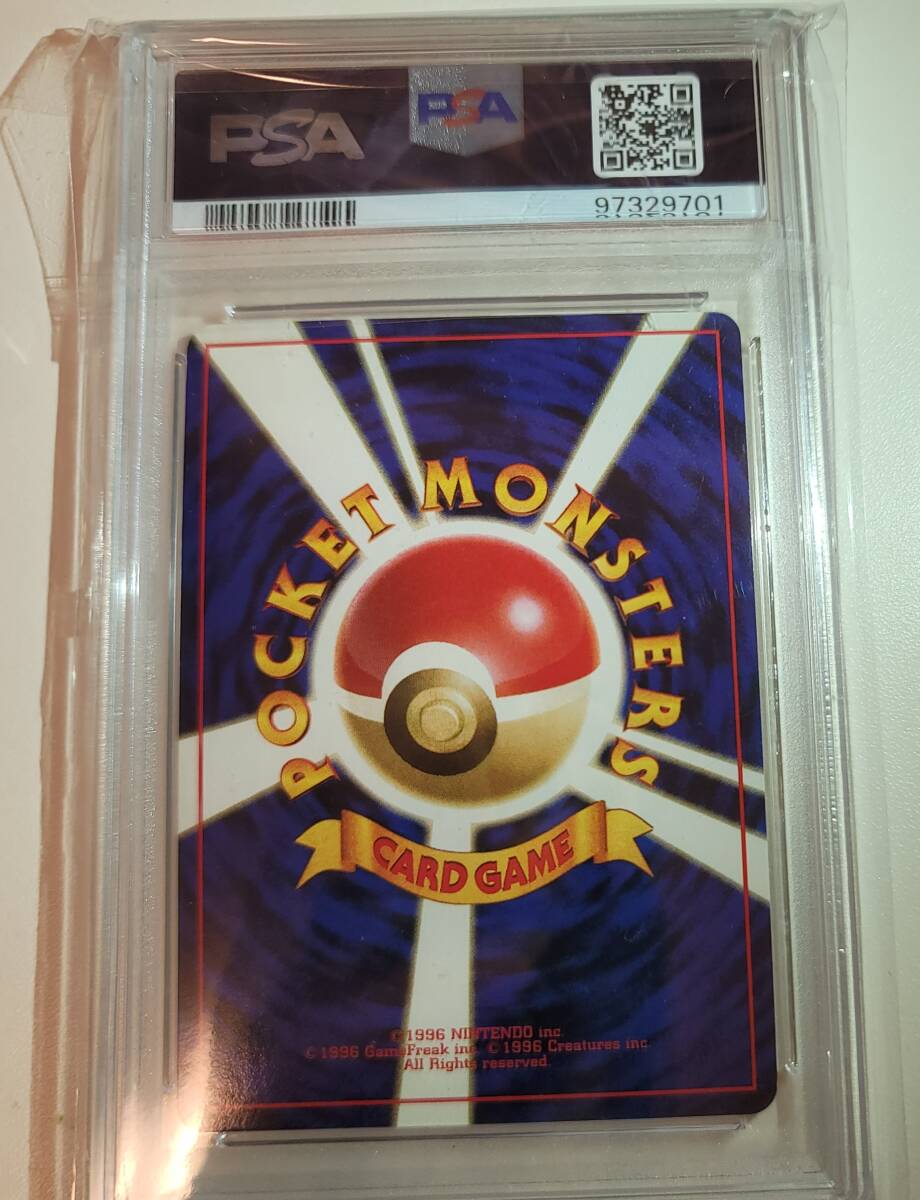 PSA
PSA
97329701
POCKET MONSTERS
CARD GAME
©1996 NINTENDO inc.
©1996 GameFreak inc. ©1996 Creatures inc.
All Rights reserved.